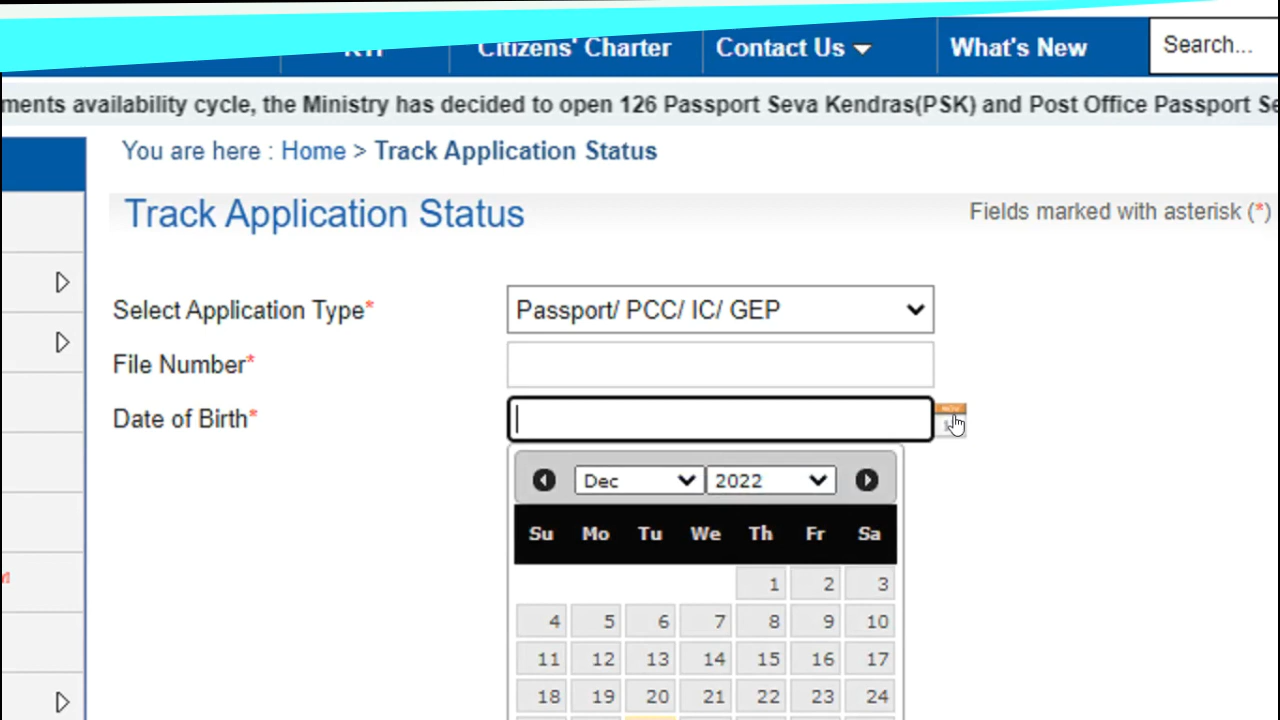 Citizens' Charter Contact Us What's New Search...
ments availability cycle, the Ministry has decided to open 126 Passport Seva Kendras(PSK) and Post Office Passport Se
You are here : Home > Track Application Status
Track Application Status Fields marked with asterisk (*)
Select Application Type* Passport/ PCC/ IC/ GEP
File Number*
Date of Birth*
Dec 2022
Su Mo Tu We Th Fr Sa
1 2 3
4 5 6 7 8 9 10
11 12 13 14 15 16 17
18 19 20 21 22 23 24